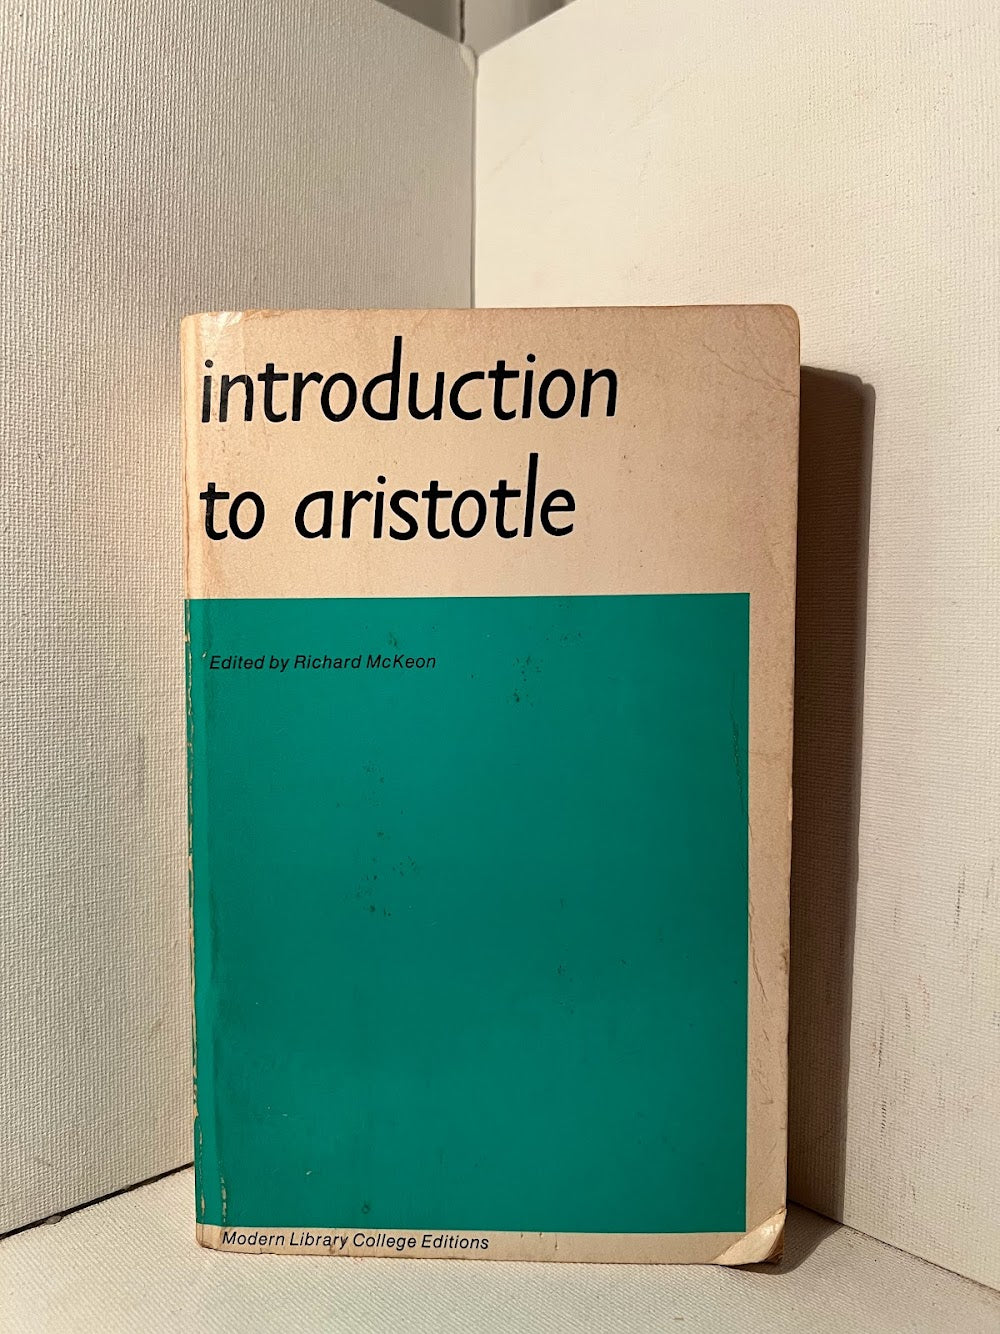 introduction
to aristotle
Edited by Richard McKeon
Modern Library College Editions